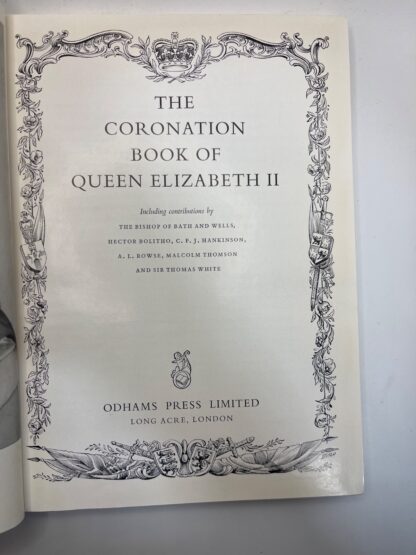 THE
CORONATION
BOOK OF
QUEEN ELIZABETH II
Including contributions by
THE BISHOP OF BATH AND WELLS,
HECTOR BOLITHO, C. F. J. HANKINSON,
A. L. ROWSE, MALCOLM THOMSON
AND SIR THOMAS WHITE
ODHAMS PRESS LIMITED
LONG ACRE, LONDON